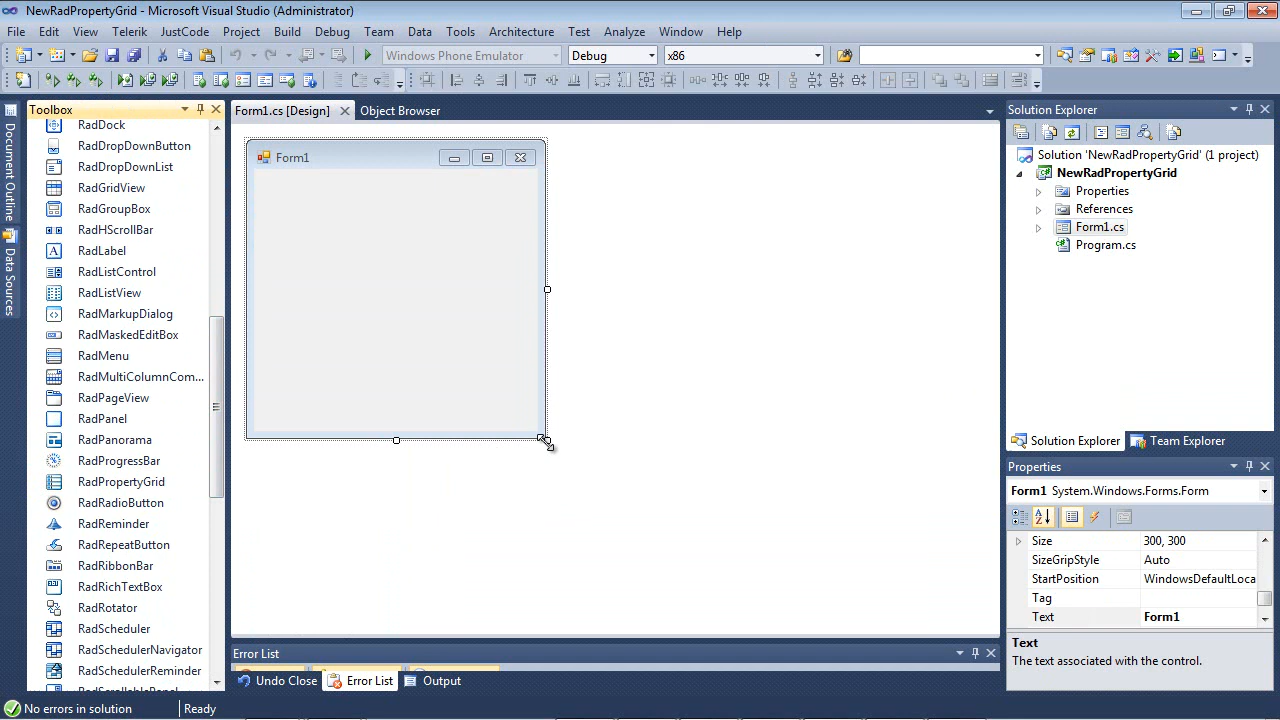 NewRadPropertyGrid - Microsoft Visual Studio (Administrator)
File Edit View Telerik JustCode Project Build Debug Team Data Tools Architecture Test Analyze Window Help
Windows Phone Emulator Debug x86
Document Outline
Data Sources
Toolbox
RadDock
RadDropDownButton
RadDropDownList
RadGridView
RadGroupBox
RadHScrollBar
RadLabel
RadListControl
RadListView
RadMarkupDialog
RadMaskedEditBox
RadMenu
RadMultiColumnCom...
RadPageView
RadPanel
RadPanorama
RadProgressBar
RadPropertyGrid
RadRadioButton
RadReminder
RadRepeatButton
RadRibbonBar
RadRichTextBox
RadRotator
RadScheduler
RadSchedulerNavigator
RadSchedulerReminder
RadScrollablePanel
Form1.cs [Design] Object Browser
Form1
Error List
Undo Close Error List Output
Solution Explorer
Solution 'NewRadPropertyGrid' (1 project)
NewRadPropertyGrid
Properties
References
Form1.cs
Program.cs
Solution Explorer Team Explorer
Properties
Form1 System.Windows.Forms.Form
Size 300, 300
SizeGripStyle Auto
StartPosition WindowsDefaultLoca
Tag
Text Form1
Text
The text associated with the control.
No errors in solution Ready